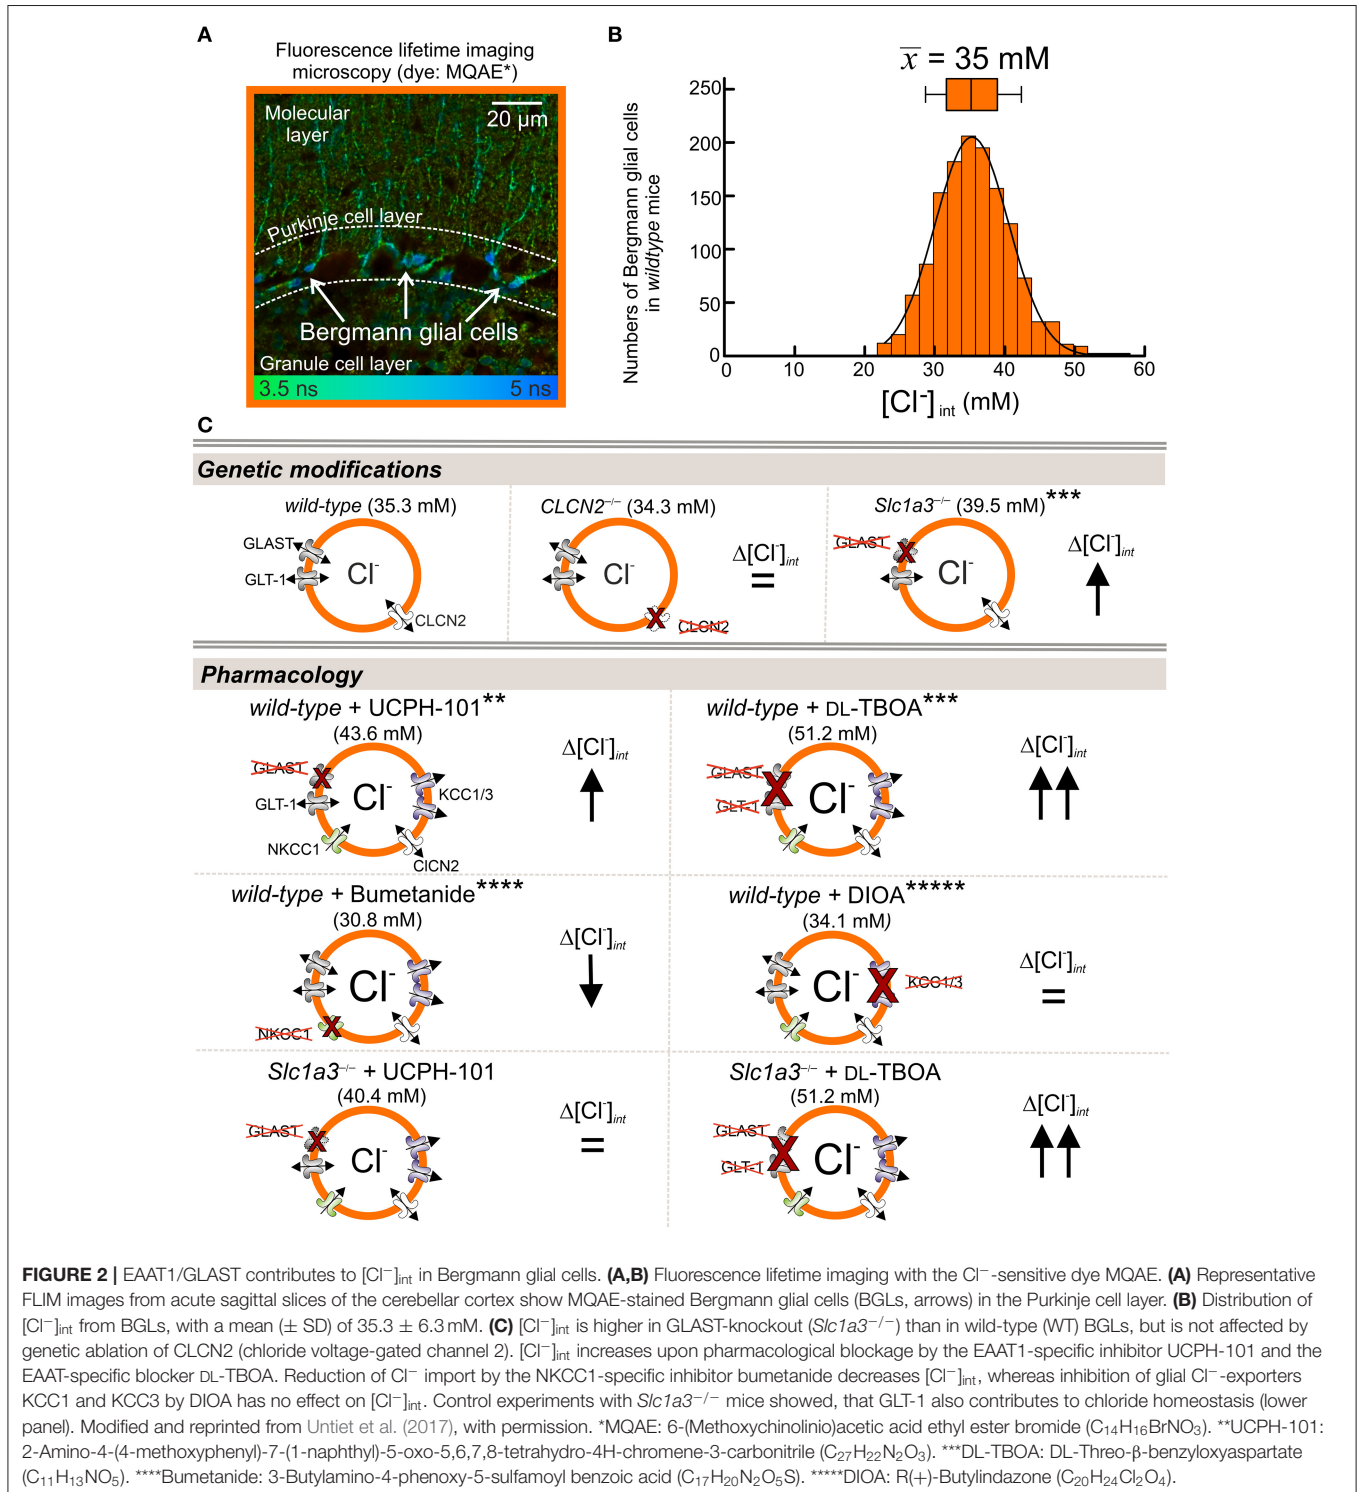 A
Fluorescence lifetime imaging
microscopy (dye: MQAE*)
Molecular
layer
20 µm
Purkinje cell layer
Bergmann glial cells
Granule cell layer
3.5 ns 5 ns
B
x̅ = 35 mM
Numbers of Bergmann glial cells
in wildtype mice
250
200
150
100
50
0
0 10 20 30 40 50 60
[Cl⁻] int (mM)
C
Genetic modifications
wild-type (35.3 mM)
GLAST
GLT-1
Cl⁻
CLCN2
CLCN2⁻/⁻ (34.3 mM)
Cl⁻
CLCN2
Δ[Cl⁻]int
=
Slc1a3⁻/⁻ (39.5 mM)***
GLAST
Cl⁻
Δ[Cl⁻]int
Pharmacology
wild-type + UCPH-101**
(43.6 mM)
GLAST
GLT-1
NKCC1
Cl⁻
KCC1/3
ClCN2
Δ[Cl⁻]int
wild-type + DL-TBOA***
(51.2 mM)
GLAST
GLT-1
Cl⁻
Δ[Cl⁻]int
wild-type + Bumetanide****
(30.8 mM)
Cl⁻
NKCC1
Δ[Cl⁻]int
wild-type + DIOA*****
(34.1 mM)
Cl⁻
KCC1/3
Δ[Cl⁻]int
=
Slc1a3⁻/⁻ + UCPH-101
(40.4 mM)
GLAST
Cl⁻
Δ[Cl⁻]int
=
Slc1a3⁻/⁻ + DL-TBOA
(51.2 mM)
GLAST
GLT-1
Cl⁻
Δ[Cl⁻]int
FIGURE 2 | EAAT1/GLAST contributes to [Cl⁻]int in Bergmann glial cells. (A,B) Fluorescence lifetime imaging with the Cl⁻-sensitive dye MQAE. (A) Representative
FLIM images from acute sagittal slices of the cerebellar cortex show MQAE-stained Bergmann glial cells (BGLs, arrows) in the Purkinje cell layer. (B) Distribution of
[Cl⁻]int from BGLs, with a mean (± SD) of 35.3 ± 6.3 mM. (C) [Cl⁻]int is higher in GLAST-knockout (Slc1a3⁻/⁻) than in wild-type (WT) BGLs, but is not affected by
genetic ablation of CLCN2 (chloride voltage-gated channel 2). [Cl⁻]int increases upon pharmacological blockage by the EAAT1-specific inhibitor UCPH-101 and the
EAAT-specific blocker DL-TBOA. Reduction of Cl⁻ import by the NKCC1-specific inhibitor bumetanide decreases [Cl⁻]int, whereas inhibition of glial Cl⁻-exporters
KCC1 and KCC3 by DIOA has no effect on [Cl⁻]int. Control experiments with Slc1a3⁻/⁻ mice showed, that GLT-1 also contributes to chloride homeostasis (lower
panel). Modified and reprinted from Untiet et al. (2017), with permission. *MQAE: 6-(Methoxychinolinio)acetic acid ethyl ester bromide (C₁₄H₁₆BrNO₃). **UCPH-101:
2-Amino-4-(4-methoxyphenyl)-7-(1-naphthyl)-5-oxo-5,6,7,8-tetrahydro-4H-chromene-3-carbonitrile (C₂₇H₂₂N₂O₃). ***DL-TBOA: DL-Threo-β-benzyloxyaspartate
(C₁₁H₁₃NO₅). ****Bumetanide: 3-Butylamino-4-phenoxy-5-sulfamoyl benzoic acid (C₁₇H₂₀N₂O₅S). *****DIOA: R(+)-Butylindazone (C₂₀H₂₄Cl₂O₄).